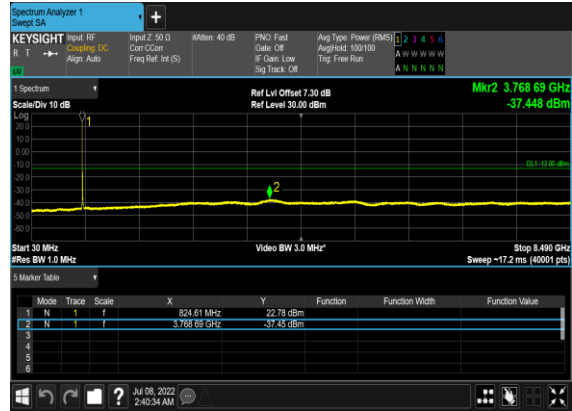 Spectrum Analyzer 1
Swept SA
KEYSIGHT
R T
Input: RF
Coupling: DC
Align: Auto
Input Z: 50 Ω
Corr CCorr
Freq Ref: Int (S)
#Atten: 40 dB
PNO: Fast
Gate: Off
IF Gain: Low
Sig Track: Off
Avg Type: Power (RMS)
Avg|Hold: 100/100
Trig: Free Run
1 2 3 4 5 6
A W W W W W
A N N N N N
1 Spectrum
Scale/Div 10 dB
Ref Lvl Offset 7.30 dB
Ref Level 30.00 dBm
Mkr2 3.768 69 GHz
-37.448 dBm
Log
20.0
10.0
0.00
-10.0
-20.0
-30.0
-40.0
-50.0
-60.0
1
2
DL1 -13.00 dBm
Start 30 MHz
#Res BW 1.0 MHz
Video BW 3.0 MHz*
Stop 8.490 GHz
Sweep ~17.2 ms (40001 pts)
5 Marker Table
Mode Trace Scale X Y Function Function Width Function Value
1 N 1 f 824.61 MHz 22.78 dBm
2 N 1 f 3.768 69 GHz -37.45 dBm
3
4
5
6
?
Jul 08, 2022
2:40:34 AM